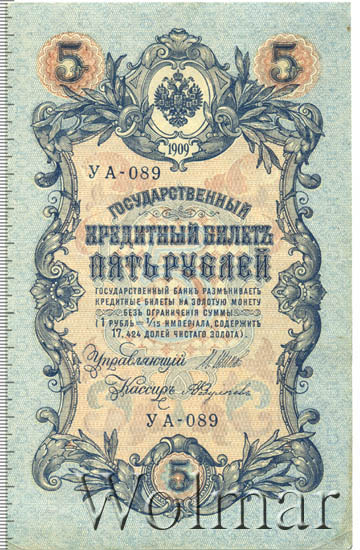 5 5
1909
УА-089
ГОСУДАРСТВЕННЫЙ
КРЕДИТНЫЙ БИЛЕТЪ
ПЯТЬ РУБЛЕЙ
ГОСУДАРСТВЕННЫЙ БАНКЪ РАЗМѢНИВАЕТЪ
КРЕДИТНЫЕ БИЛЕТЫ НА ЗОЛОТУЮ МОНЕТУ
БЕЗЪ ОГРАНИЧЕНІЯ СУММЫ
(1 РУБЛЬ = 1/15 ИМПЕРІАЛА, СОДЕРЖИТЪ
17,424 ДОЛЕЙ ЧИСТАГО ЗОЛОТА).
Управляющій
Кассиръ
УА-089
5
Wolmar